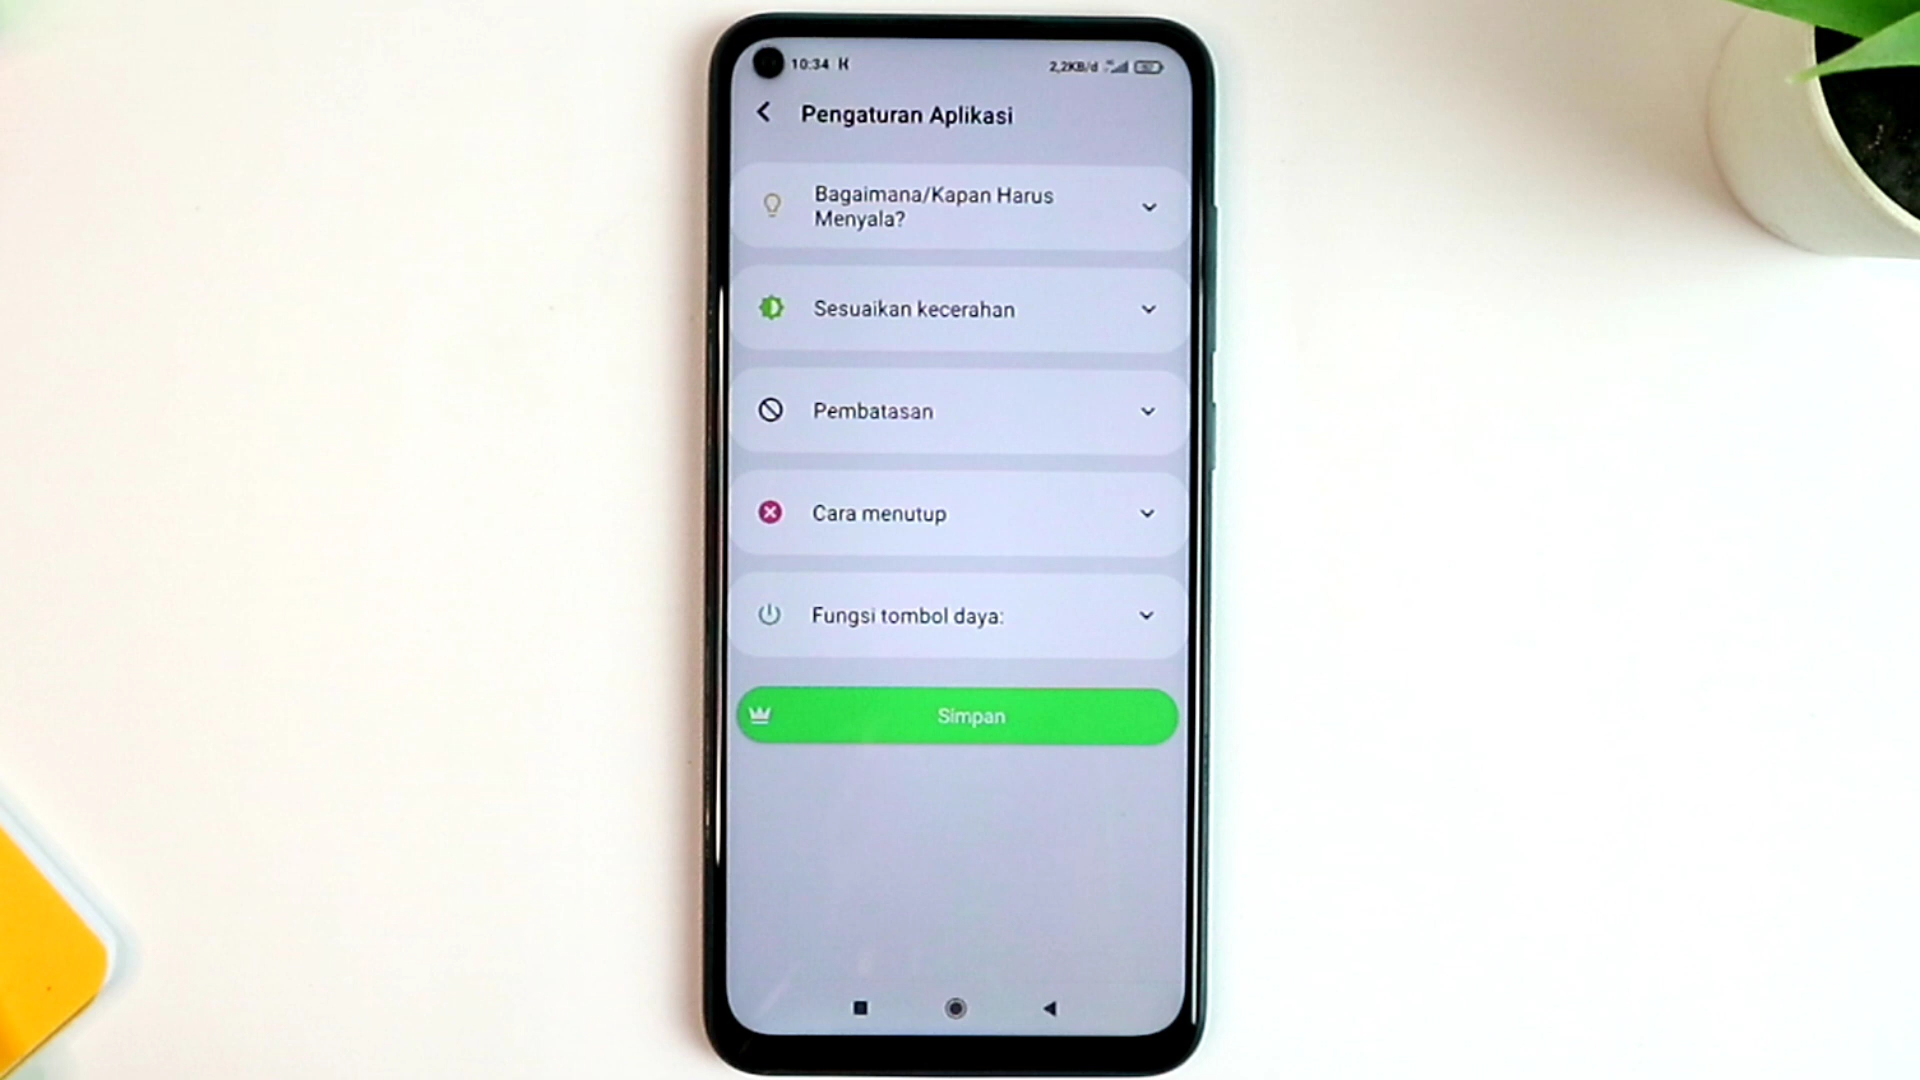 10:34
2,2KB/d
Pengaturan Aplikasi
Bagaimana/Kapan Harus
Menyala?
Sesuaikan kecerahan
Pembatasan
Cara menutup
Fungsi tombol daya:
Simpan